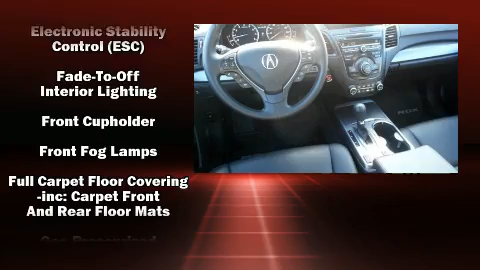 Electronic Stability
Control (ESC)
Fade-To-Off
Interior Lighting
Front Cupholder
Front Fog Lamps
Full Carpet Floor Covering
-inc: Carpet Front
And Rear Floor Mats